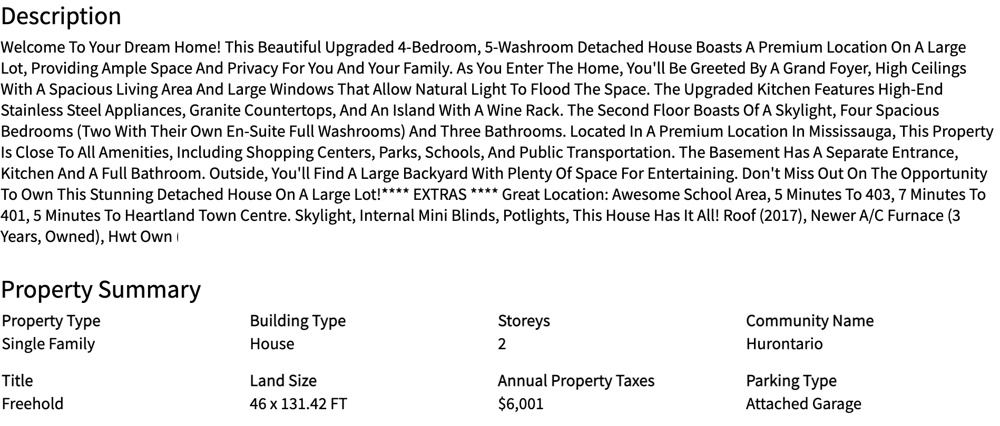 Description
Welcome To Your Dream Home! This Beautiful Upgraded 4-Bedroom, 5-Washroom Detached House Boasts A Premium Location On A Large
Lot, Providing Ample Space And Privacy For You And Your Family. As You Enter The Home, You'll Be Greeted By A Grand Foyer, High Ceilings
With A Spacious Living Area And Large Windows That Allow Natural Light To Flood The Space. The Upgraded Kitchen Features High-End
Stainless Steel Appliances, Granite Countertops, And An Island With A Wine Rack. The Second Floor Boasts Of A Skylight, Four Spacious
Bedrooms (Two With Their Own En-Suite Full Washrooms) And Three Bathrooms. Located In A Premium Location In Mississauga, This Property
Is Close To All Amenities, Including Shopping Centers, Parks, Schools, And Public Transportation. The Basement Has A Separate Entrance,
Kitchen And A Full Bathroom. Outside, You'll Find A Large Backyard With Plenty Of Space For Entertaining. Don't Miss Out On The Opportunity
To Own This Stunning Detached House On A Large Lot!**** EXTRAS **** Great Location: Awesome School Area, 5 Minutes To 403, 7 Minutes To
401, 5 Minutes To Heartland Town Centre. Skylight, Internal Mini Blinds, Potlights, This House Has It All! Roof (2017), Newer A/C Furnace (3
Years, Owned), Hwt Own (
Property Summary
Property Type Building Type Storeys Community Name
Single Family House 2 Hurontario
Title Land Size Annual Property Taxes Parking Type
Freehold 46 x 131.42 FT $6,001 Attached Garage